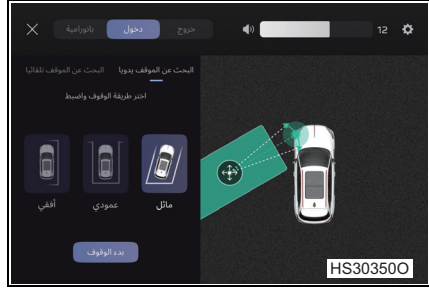 خروج دخول بانورامية
12
البحث عن الموقف يدويا البحث عن الموقف تلقائيا
اختر طريقة الوقوف واضبط
مائل عمودي أفقي
بدء الوقوف
HS30350O